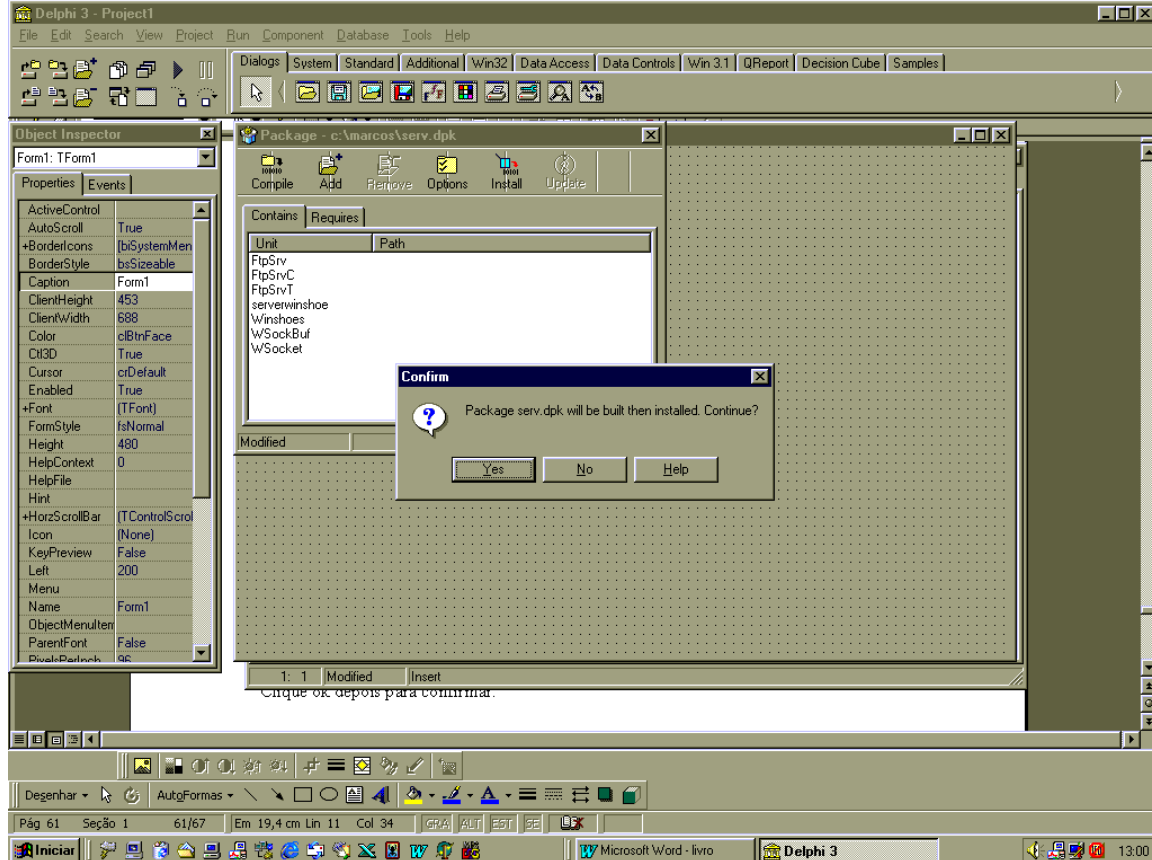 Delphi 3 - Project1
File Edit Search View Project Run Component Database Tools Help
Dialogs System Standard Additional Win32 Data Access Data Controls Win 3.1 QReport Decision Cube Samples
Object Inspector
Form1: TForm1
Properties Events
ActiveControl
AutoScroll True
+BorderIcons [biSystemMen
BorderStyle bsSizeable
Caption Form1
ClientHeight 453
ClientWidth 688
Color clBtnFace
Ctl3D True
Cursor crDefault
Enabled True
+Font (TFont)
FormStyle fsNormal
Height 480
HelpContext 0
HelpFile
Hint
+HorzScrollBar (TControlScrol
Icon (None)
KeyPreview False
Left 200
Menu
Name Form1
ObjectMenuItem
ParentFont False
PixelsPerInch 96
Package - c:\marcos\serv.dpk
Compile Add Remove Options Install Update
Contains Requires
Unit Path
FtpSrv
FtpSrvC
FtpSrvT
serverwinshoe
Winshoes
WSockBuf
WSocket
Modified
Confirm
Package serv.dpk will be built then installed. Continue?
Yes No Help
1: 1 Modified Insert
Clique ok depois para confirmar.
Desenhar AutoFormas
Pág 61 Seção 1 61/67 Em 19,4 cm Lin 11 Col 34 GRA ALT EST SE
Iniciar Microsoft Word - livro Delphi 3 13:00